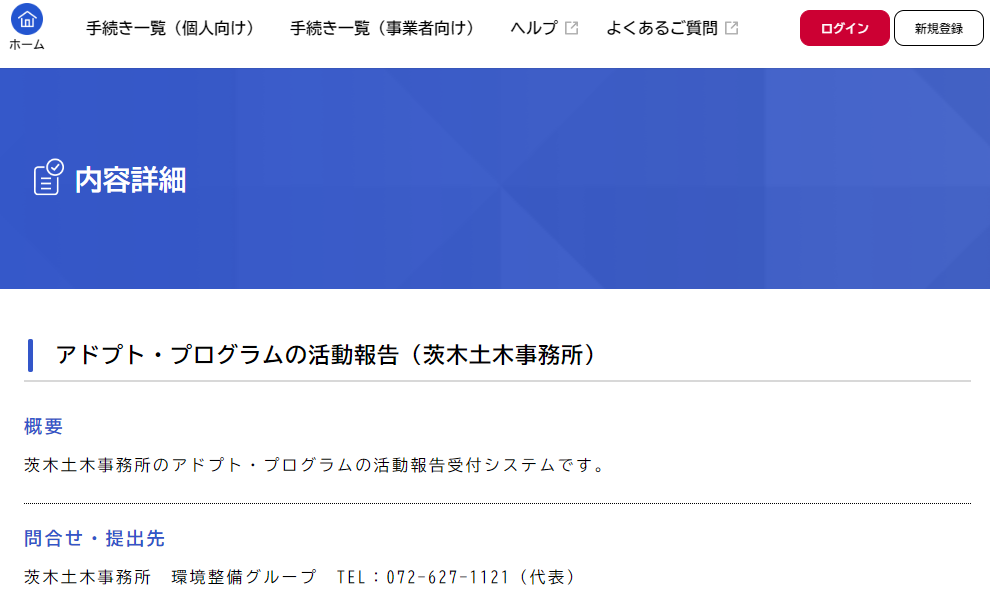 ホーム
手続き一覧（個人向け）　手続き一覧（事業者向け）　ヘルプ　よくあるご質問　ログイン　新規登録
内容詳細
アドプト・プログラムの活動報告（茨木土木事務所）
概要
茨木土木事務所のアドプト・プログラムの活動報告受付システムです。
問合せ・提出先
茨木土木事務所　環境整備グループ　TEL：072-627-1121（代表）